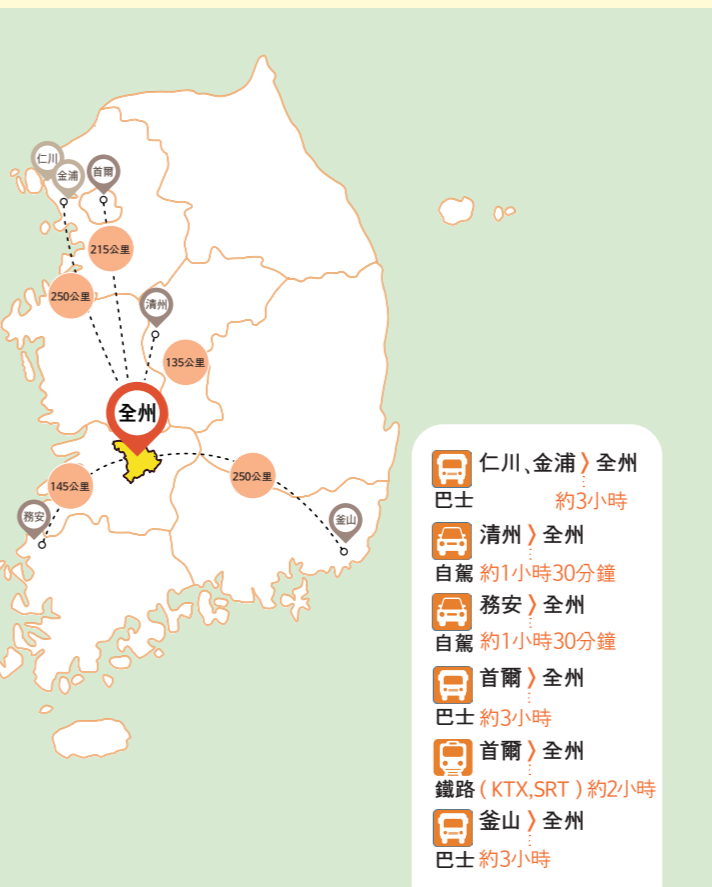 仁川
金浦
首爾
215公里
250公里
清州
135公里
全州
145公里
250公里
務安
釜山
仁川、金浦 〉 全州
巴士 約3小時
清州 〉 全州
自駕 約1小時30分鐘
務安 〉 全州
自駕 約1小時30分鐘
首爾 〉 全州
巴士 約3小時
首爾 〉 全州
鐵路 ( KTX,SRT ) 約2小時
釜山 〉 全州
巴士 約3小時